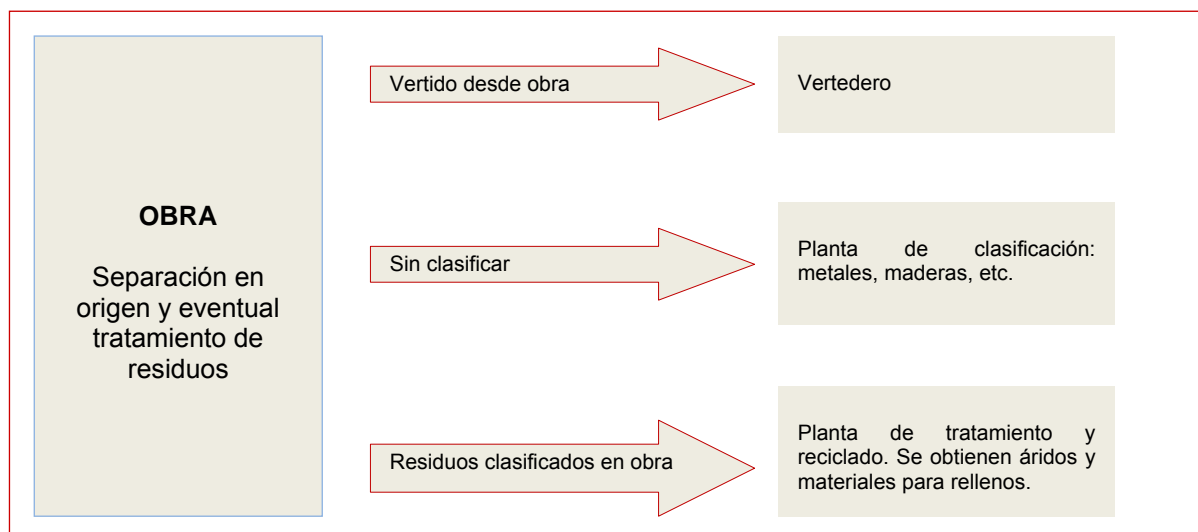 OBRA
Separación en
origen y eventual
tratamiento de
residuos
Vertido desde obra
Vertedero
Sin clasificar
Planta de clasificación:
metales, maderas, etc.
Residuos clasificados en obra
Planta de tratamiento y
reciclado. Se obtienen áridos y
materiales para rellenos.